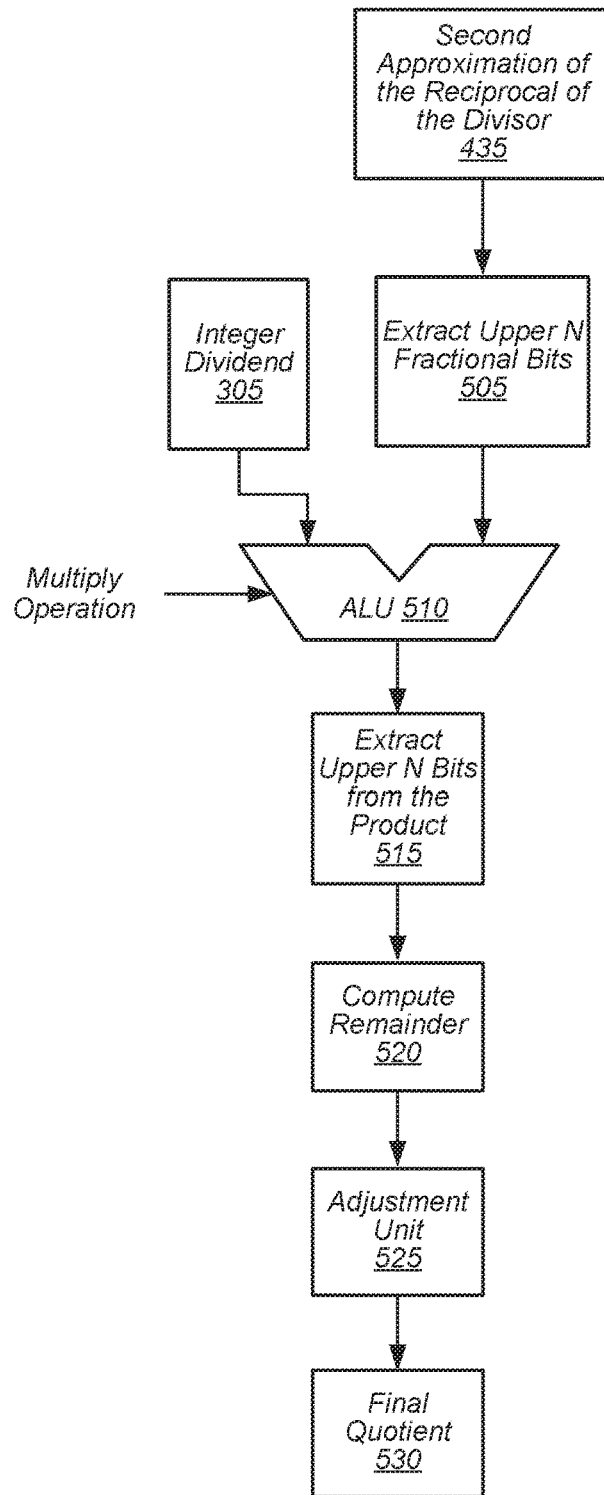 Second
Approximation of
the Reciprocal of
the Divisor
435
Integer
Dividend
305
Extract Upper N
Fractional Bits
505
Multiply
Operation
ALU 510
Extract
Upper N Bits
from the
Product
515
Compute
Remainder
520
Adjustment
Unit
525
Final
Quotient
530